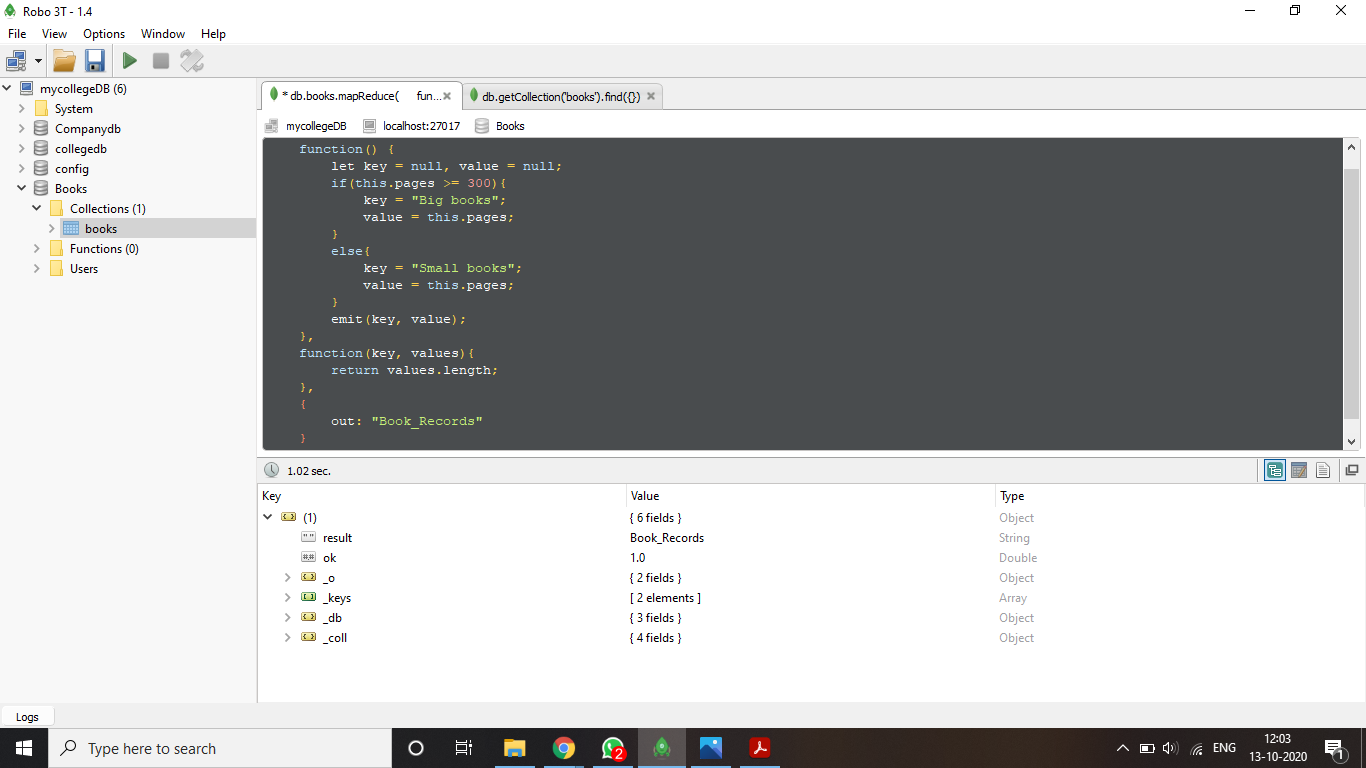 Robo 3T - 1.4
File View Options Window Help
mycollegeDB (6)
System
Companydb
collegedb
config
Books
Collections (1)
books
Functions (0)
Users
* db.books.mapReduce( fun... db.getCollection('books').find({})
mycollegeDB localhost:27017 Books
function() {
let key = null, value = null;
if(this.pages >= 300){
key = "Big books";
value = this.pages;
}
else{
key = "Small books";
value = this.pages;
}
emit(key, value);
},
function(key, values){
return values.length;
},
{
out: "Book_Records"
}
1.02 sec.
Key Value Type
(1) { 6 fields } Object
result Book_Records String
ok 1.0 Double
_o { 2 fields } Object
_keys [ 2 elements ] Array
_db { 3 fields } Object
_coll { 4 fields } Object
Logs
Type here to search
2
ENG
12:03
13-10-2020
1